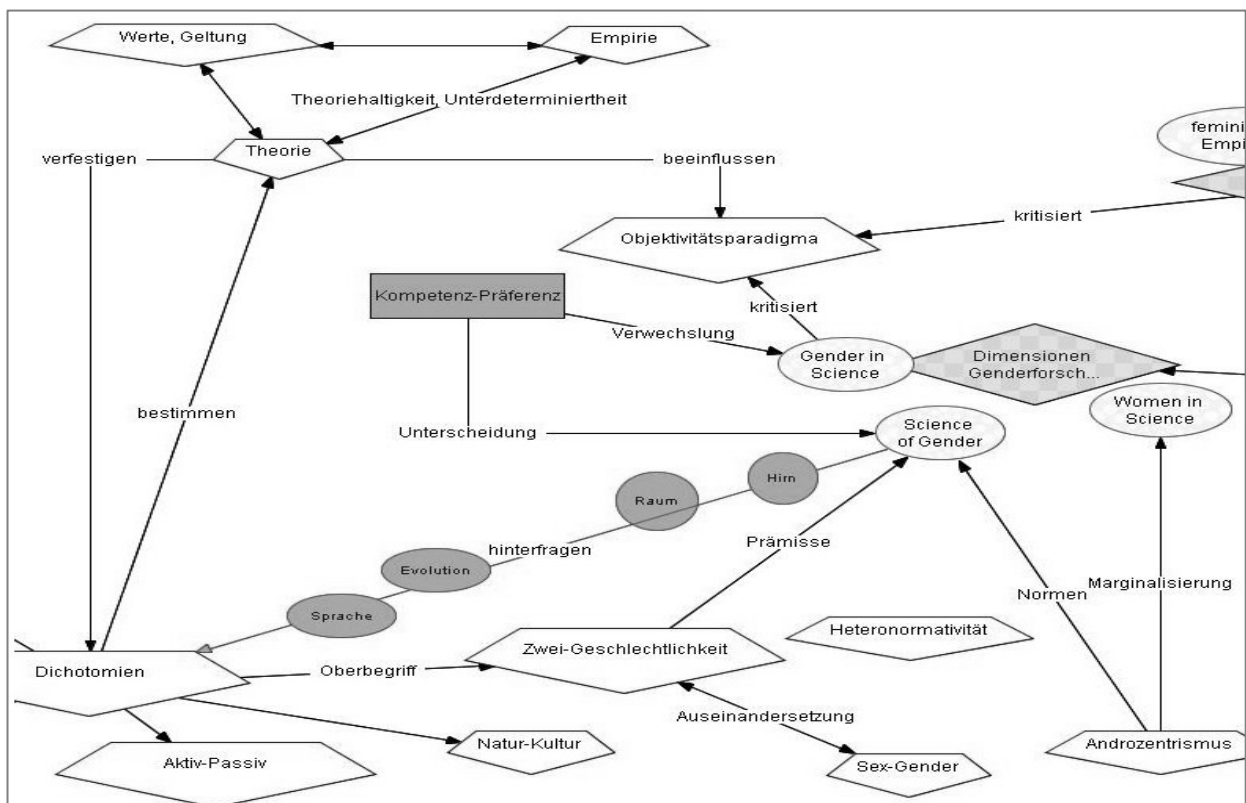 Werte, Geltung
Empirie
Theoriehaltigkeit, Unterdeterminiertheit
verfestigen
Theorie
beeinflussen
femini
Empi
kritisiert
Objektivitätsparadigma
Kompetenz-Präferenz
kritisiert
Verwechslung
Gender in
Science
Dimensionen
Genderforsch...
Women in
Science
bestimmen
Unterscheidung
Science
of Gender
Hirn
Raum
hinterfragen
Prämisse
Evolution
Marginalisierung
Normen
Sprache
Heteronormativität
Zwei-Geschlechtlichkeit
Dichotomien
Oberbegriff
Auseinandersetzung
Natur-Kultur
Androzentrismus
Aktiv-Passiv
Sex-Gender